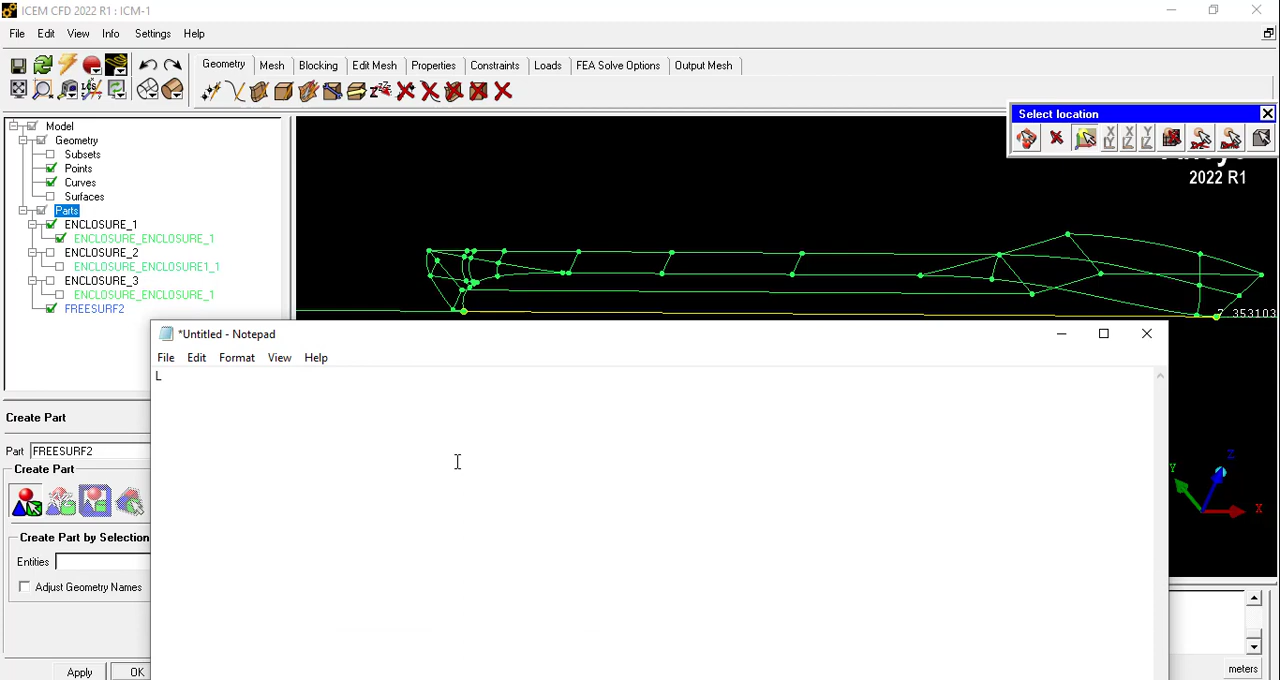 ICEM CFD 2022 R1 : ICM-1
File Edit View Info Settings Help
Geometry Mesh Blocking Edit Mesh Properties Constraints Loads FEA Solve Options Output Mesh
Select location
2022 R1
Model
Geometry
Subsets
Points
Curves
Surfaces
Parts
ENCLOSURE_1
ENCLOSURE_ENCLOSURE_1
ENCLOSURE_2
ENCLOSURE_ENCLOSURE1_1
ENCLOSURE_3
ENCLOSURE_ENCLOSURE_1
FREESURF2
353103
*Untitled - Notepad
File Edit Format View Help
L
Create Part
Part FREESURF2
Create Part
Create Part by Selection
Entities
Adjust Geometry Names
Apply OK
meters
X
Y
Z